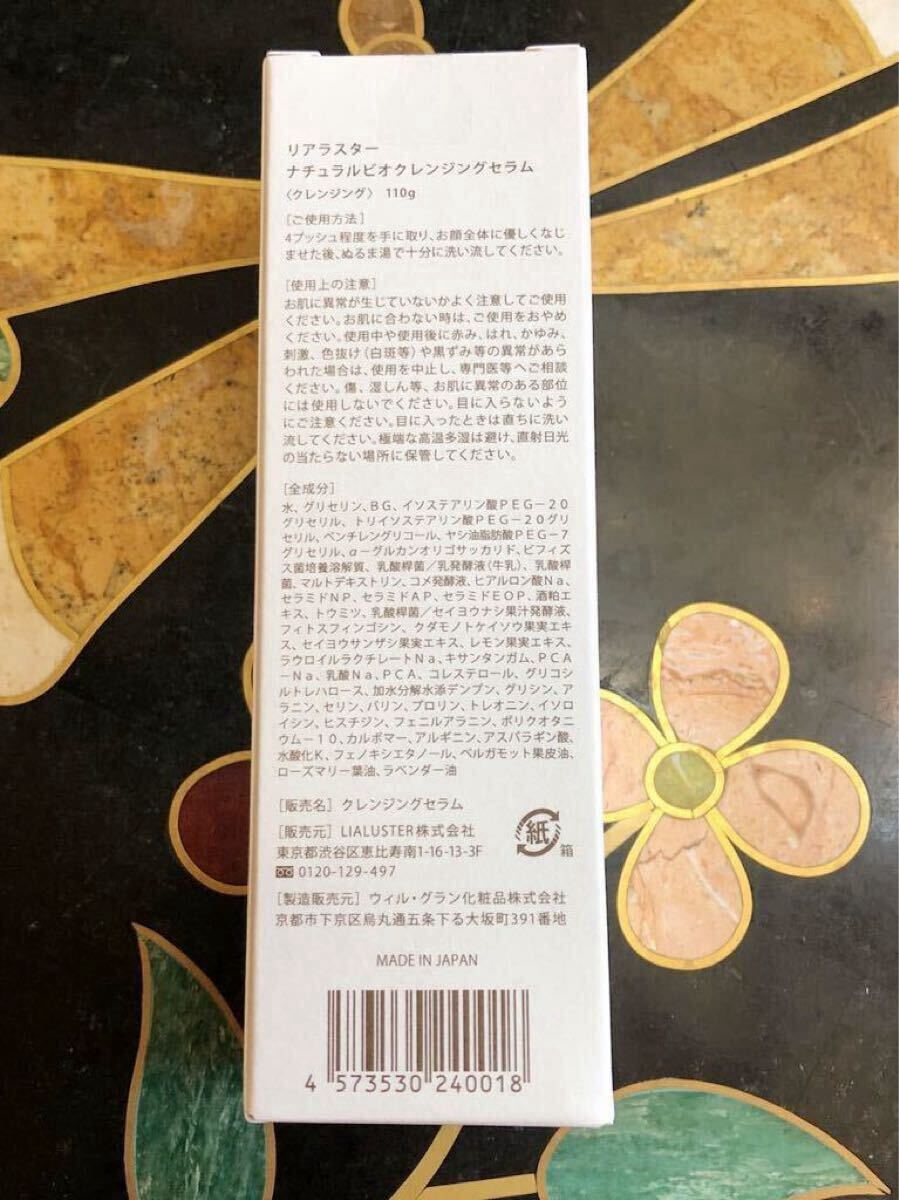 リアラスター
ナチュラルビオクレンジングセラム
〈クレンジング〉 110g
[ご使用方法]
4プッシュ程度を手に取り、お顔全体に優しくなじ
ませた後、ぬるま湯で十分に洗い流してください。
[使用上の注意]
お肌に異常が生じていないかよく注意してご使用
ください。お肌に合わない時は、ご使用をおやめ
ください。使用中や使用後に赤み、はれ、かゆみ、
刺激、色抜け(白斑等)や黒ずみ等の異常があら
われた場合は、使用を中止し、専門医等へご相談
ください。傷、湿しん等、お肌に異常のある部位
には使用しないでください。目に入らないよう
にご注意ください。目に入ったときは直ちに洗い
流してください。極端な高温多湿は避け、直射日光
の当たらない場所に保管してください。
[全成分]
水、グリセリン、BG、イソステアリン酸PEG－20
グリセリル、トリイソステアリン酸PEG－20グリ
セリル、ペンチレングリコール、ヤシ油脂肪酸PEG－7
グリセリル、α－グルカンオリゴサッカリド、ビフィズ
ス菌培養溶解質、乳酸桿菌／乳発酵液(牛乳)、乳酸桿
菌、マルトデキストリン、コメ発酵液、ヒアルロン酸Na、
セラミドNP、セラミドAP、セラミドEOP、酒粕エ
キス、トウミツ、乳酸桿菌／セイヨウナシ果汁発酵液、
フィトスフィンゴシン、クダモノトケイソウ果実エキ
ス、セイヨウサンザシ果実エキス、レモン果実エキス、
ラウロイルラクチレートNa、キサンタンガム、PCA
－Na、乳酸Na、PCA、コレステロール、グリコシ
ルトレハロース、加水分解水添デンプン、グリシン、ア
ラニン、セリン、バリン、プロリン、トレオニン、イソロ
イシン、ヒスチジン、フェニルアラニン、ポリクオタニ
ウム－10、カルボマー、アルギニン、アスパラギン酸、
水酸化K、フェノキシエタノール、ベルガモット果皮油、
ローズマリー葉油、ラベンダー油
[販売名] クレンジングセラム
[販売元] LIALUSTER株式会社
東京都渋谷区恵比寿南1-16-13-3F
0120-129-497
紙
箱
[製造販売元] ウィル・グラン化粧品株式会社
京都市下京区烏丸通五条下る大坂町391番地
MADE IN JAPAN
4 573530 240018